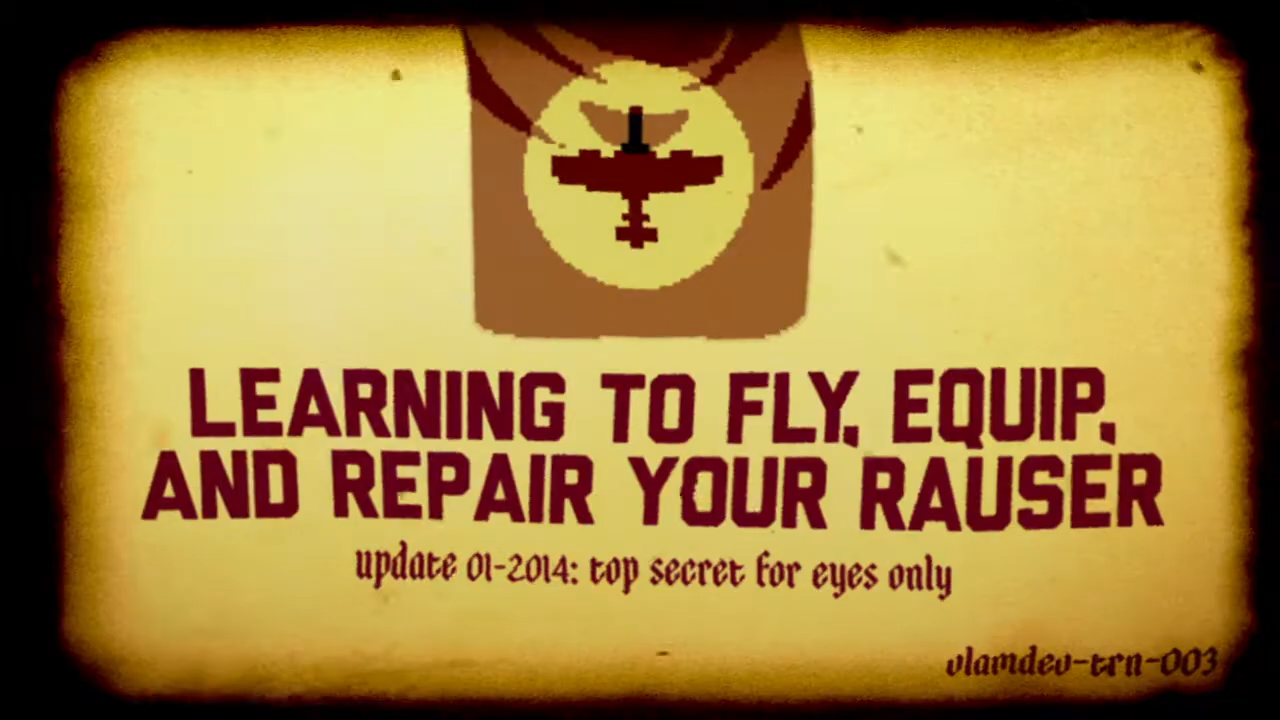 LEARNING TO FLY, EQUIP,
AND REPAIR YOUR RAUSER
update 01-2014: top secret for eyes only
vlamdev-trn-003